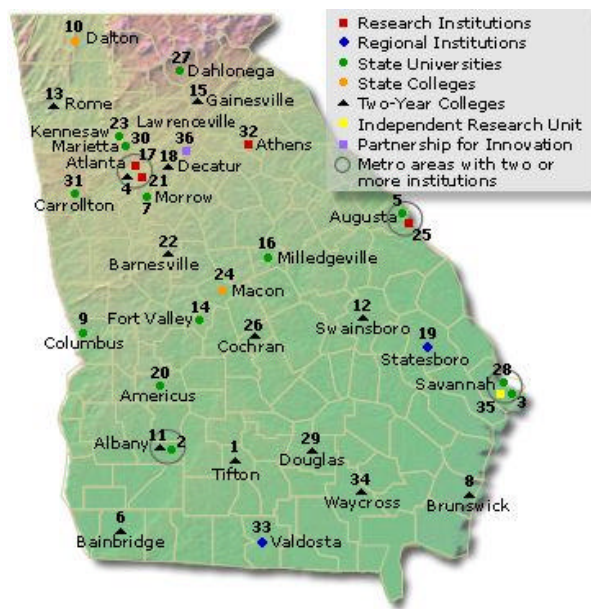 Research Institutions
Regional Institutions
State Universities
State Colleges
Two-Year Colleges
Independent Research Unit
Partnership for Innovation
Metro areas with two or
more institutions
10
Dalton
27
Dahlonega
13
Rome
15
Gainesville
Lawrenceville
23
Kennesaw
30
Marietta
36
32
Athens
17
Atlanta
18
Decatur
4
21
31
Carrollton
7
Morrow
5
Augusta
25
22
Barnesville
16
Milledgeville
24
Macon
12
Swainsboro
14
Fort Valley
9
Columbus
26
Cochran
19
Statesboro
28
Savannah
35
3
20
Americus
11
Albany
2
1
Tifton
29
Douglas
34
Waycross
8
Brunswick
6
Bainbridge
33
Valdosta